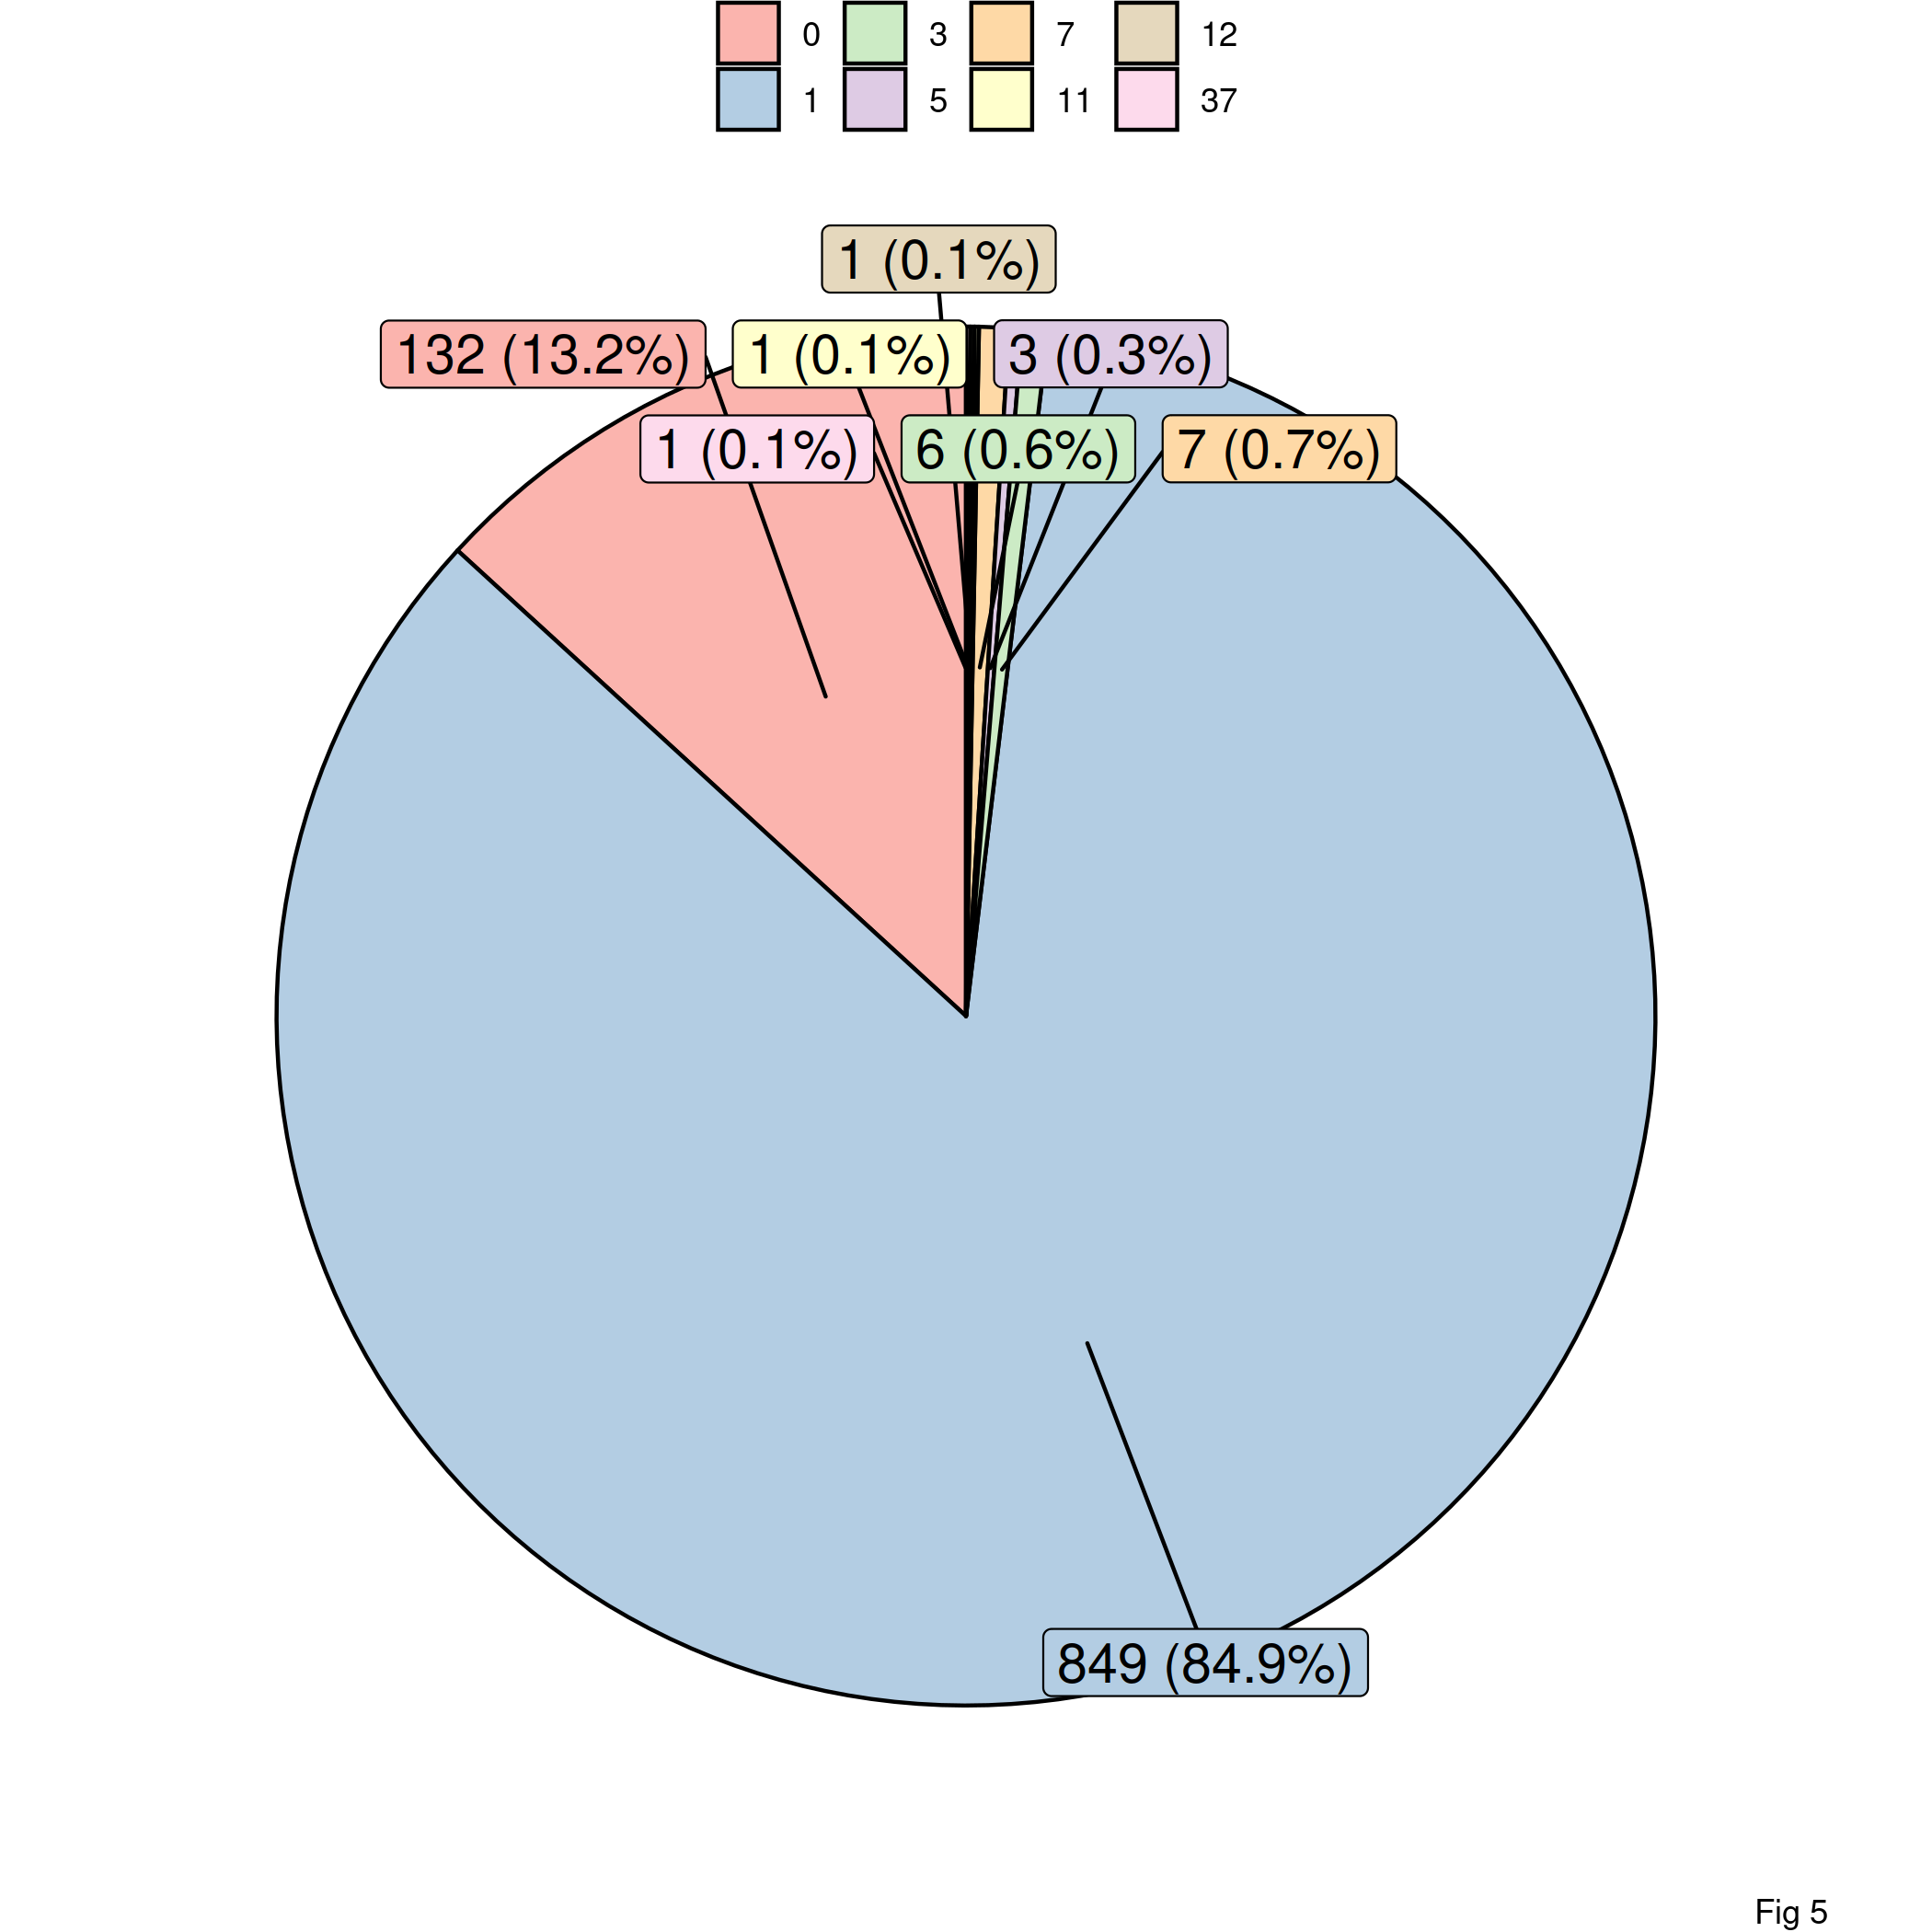 0 3 7 12
1 5 11 37
1 (0.1%)
132 (13.2%) 1 (0.1%) 3 (0.3%)
1 (0.1%) 6 (0.6%) 7 (0.7%)
849 (84.9%)
Fig 5